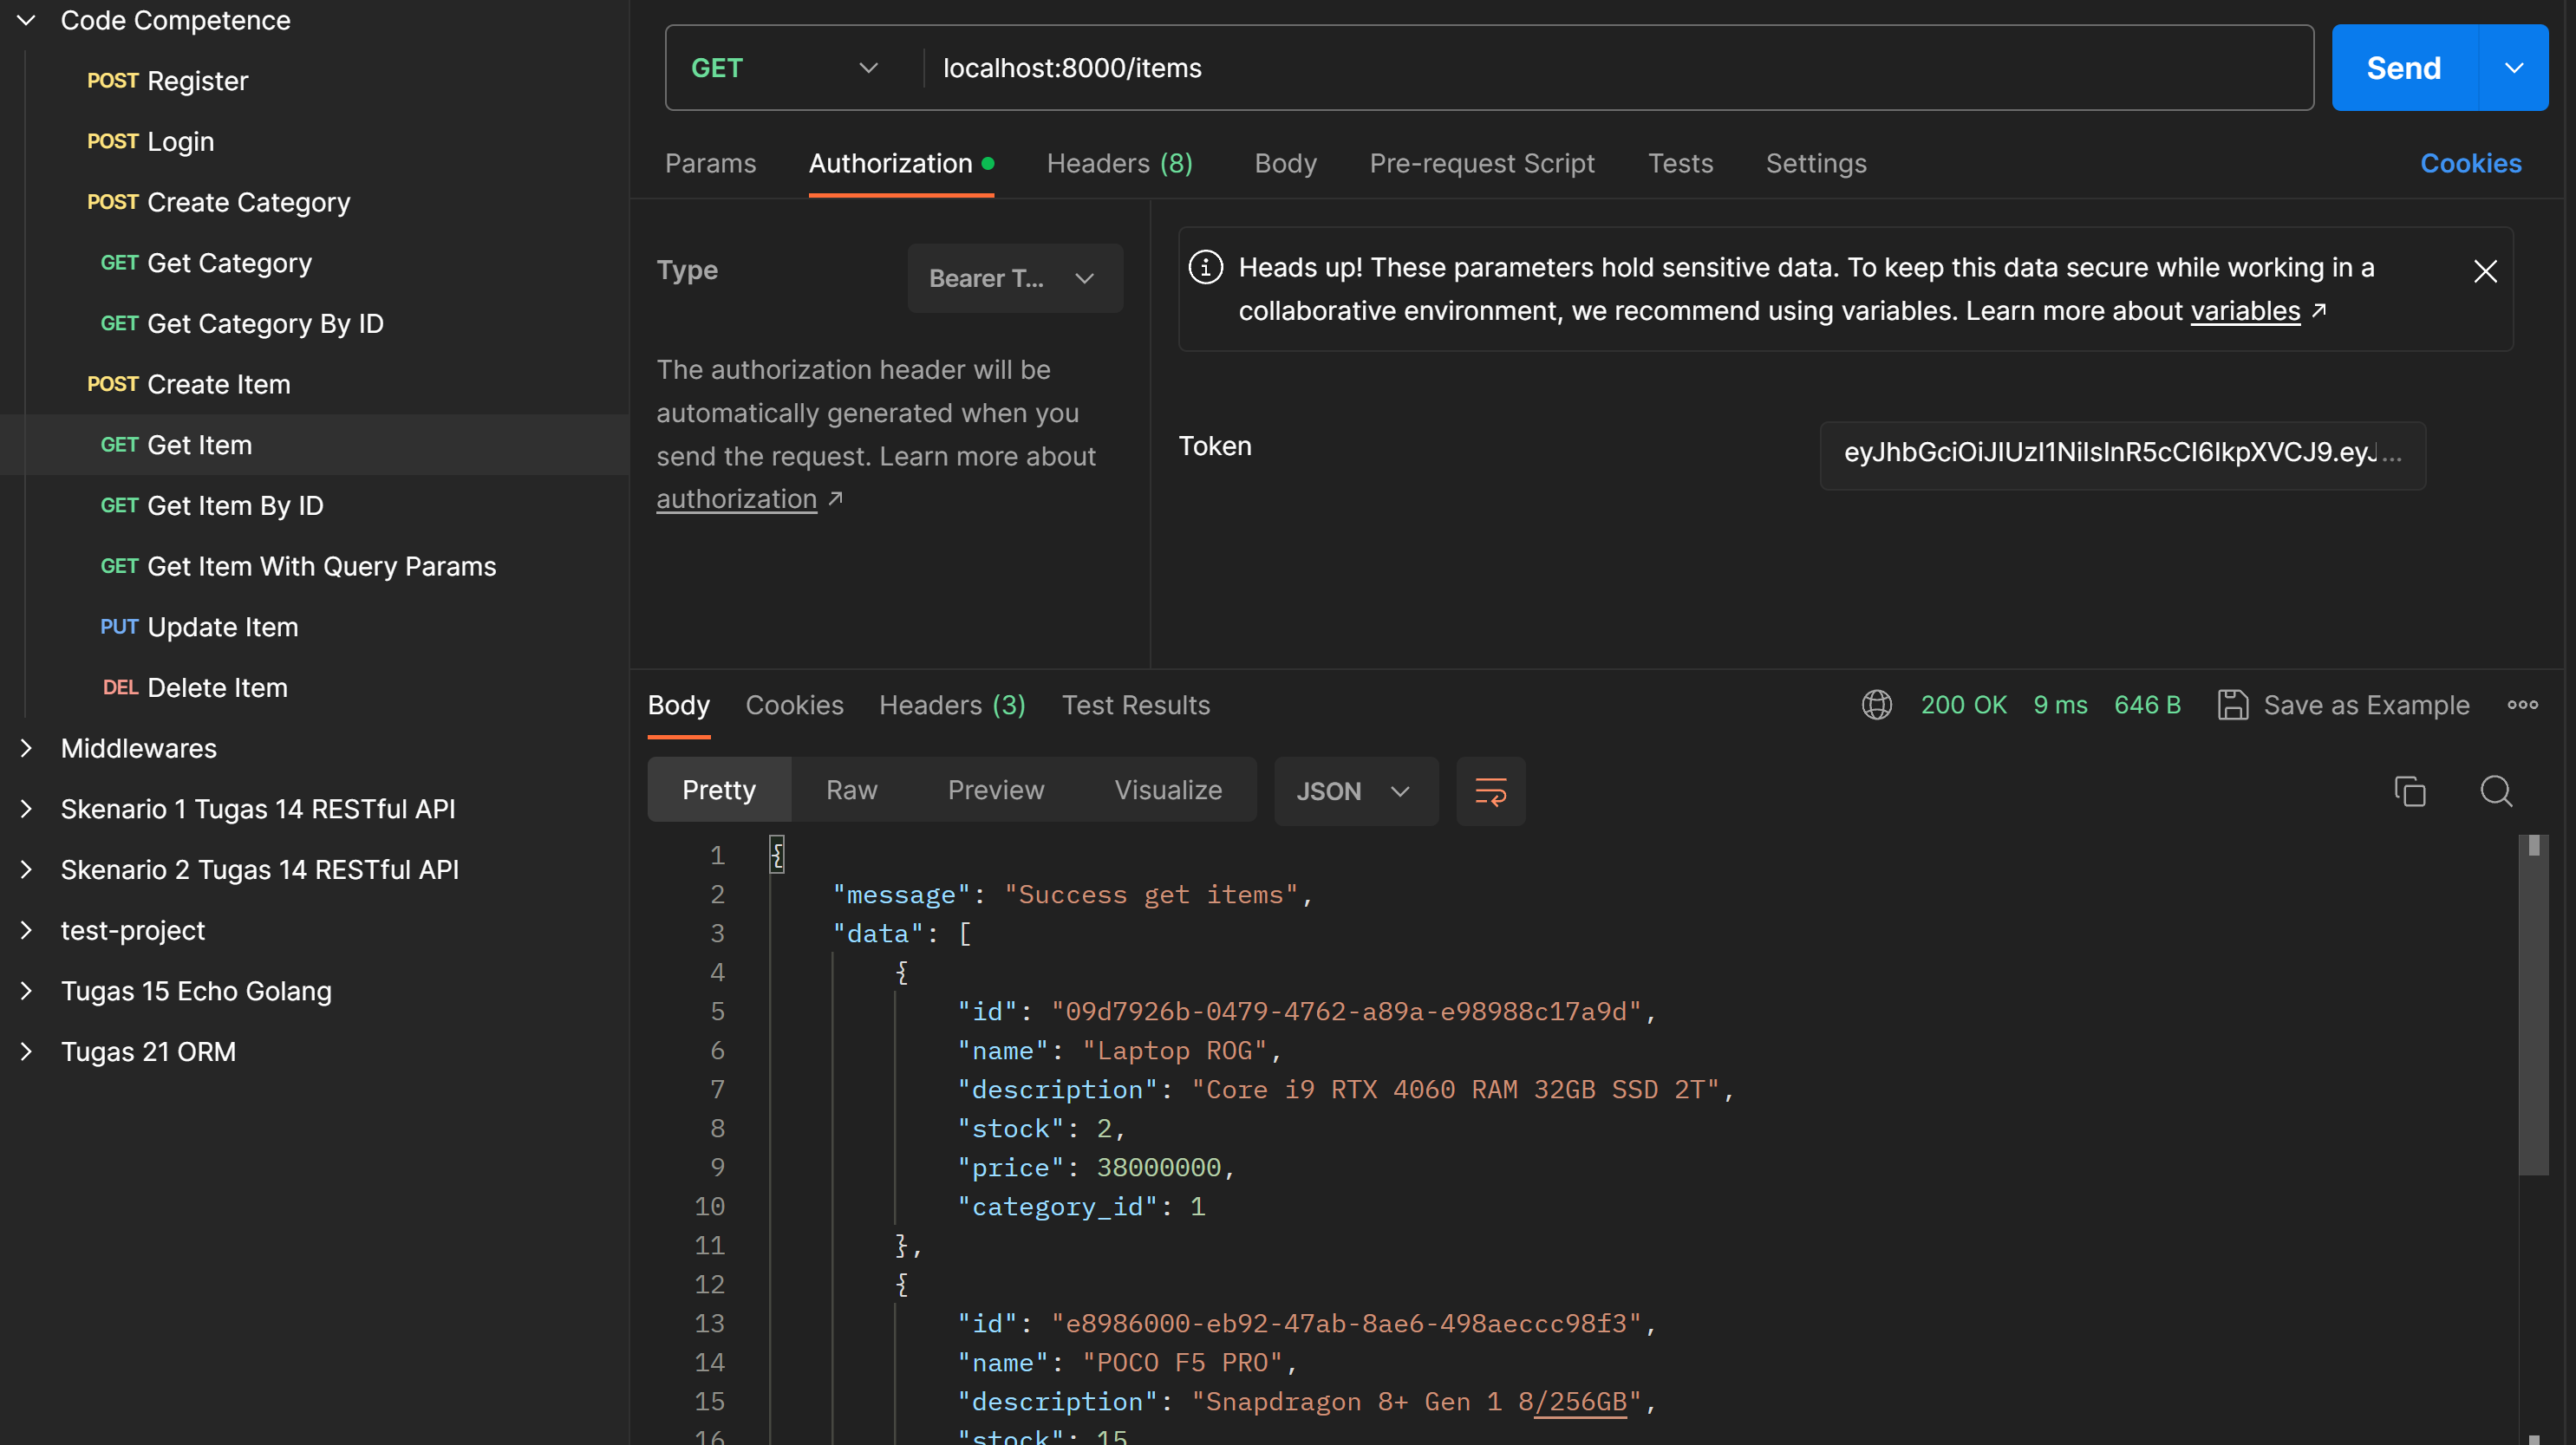 Code Competence
POST Register
POST Login
POST Create Category
GET Get Category
GET Get Category By ID
POST Create Item
GET Get Item
GET Get Item By ID
GET Get Item With Query Params
PUT Update Item
DEL Delete Item
Middlewares
Skenario 1 Tugas 14 RESTful API
Skenario 2 Tugas 14 RESTful API
test-project
Tugas 15 Echo Golang
Tugas 21 ORM
GET localhost:8000/items Send
Params Authorization Headers (8) Body Pre-request Script Tests Settings Cookies
Type Bearer T...
The authorization header will be
automatically generated when you
send the request. Learn more about
authorization ↗
Heads up! These parameters hold sensitive data. To keep this data secure while working in a
collaborative environment, we recommend using variables. Learn more about variables ↗
Token eyJhbGciOiJIUzI1NiIsInR5cCI6IkpXVCJ9.eyJ...
Body Cookies Headers (3) Test Results 200 OK 9 ms 646 B Save as Example
Pretty Raw Preview Visualize JSON
1 {
2 "message": "Success get items",
3 "data": [
4 {
5 "id": "09d7926b-0479-4762-a89a-e98988c17a9d",
6 "name": "Laptop ROG",
7 "description": "Core i9 RTX 4060 RAM 32GB SSD 2T",
8 "stock": 2,
9 "price": 38000000,
10 "category_id": 1
11 },
12 {
13 "id": "e8986000-eb92-47ab-8ae6-498aeccc98f3",
14 "name": "POCO F5 PRO",
15 "description": "Snapdragon 8+ Gen 1 8/256GB",
16 "stock": 15